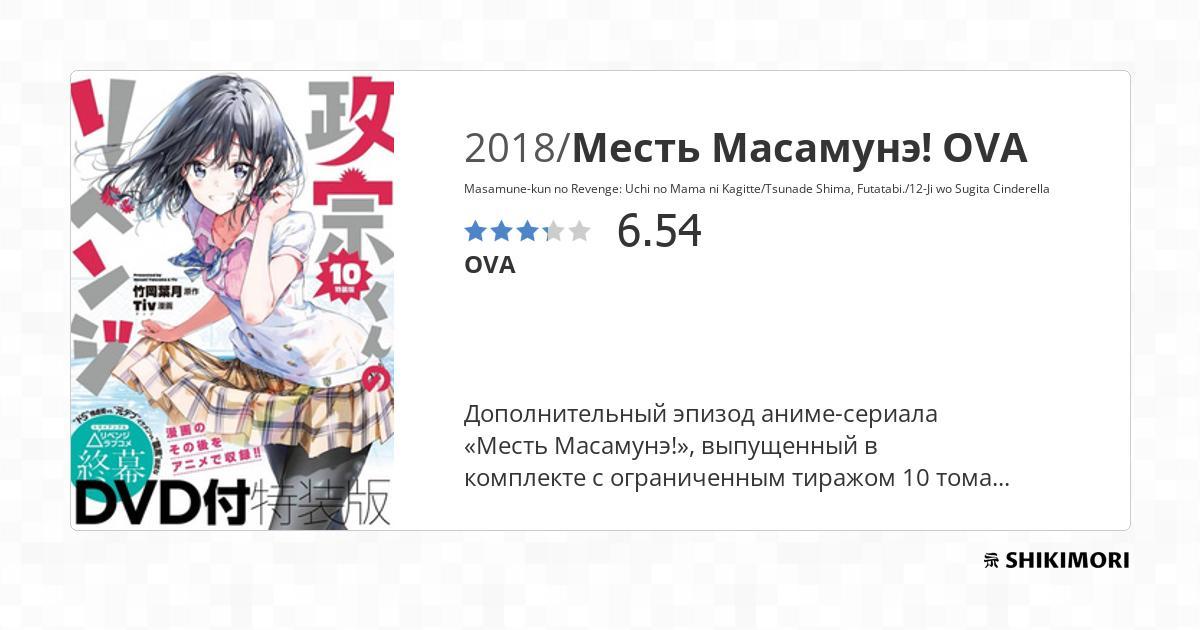 政宗くんの
リベンジ
10
特装版
竹岡葉月 原作
Tiv 漫画
△リベンジ
ラブコメ
終幕
漫画の
その後を
アニメで収録!!
DVD付特装版
2018/Месть Масамунэ! OVA
Masamune-kun no Revenge: Uchi no Mama ni Kagitte/Tsunade Shima, Futatabi./12-Ji wo Sugita Cinderella
6.54
OVA
Дополнительный эпизод аниме-сериала
«Месть Масамунэ!», выпущенный в
комплекте с ограниченным тиражом 10 тома...
SHIKIMORI